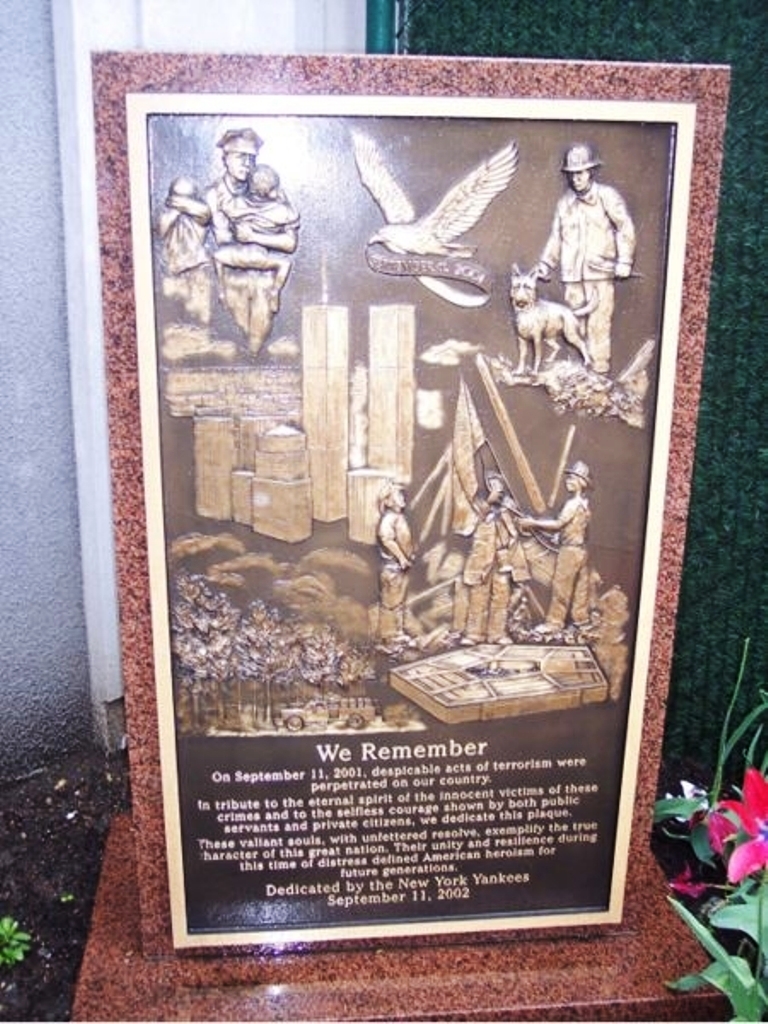 We Remember
On September 11, 2001, despicable acts of terrorism were
perpetrated on our country.
In tribute to the eternal spirit of the innocent victims of these
crimes and to the selfless courage shown by both public
servants and private citizens, we dedicate this plaque.
These valiant souls, with unfettered resolve, exemplify the true
character of this great nation. Their unity and resilience during
this time of distress defined American heroism for
future generations.
Dedicated by the New York Yankees
September 11, 2002